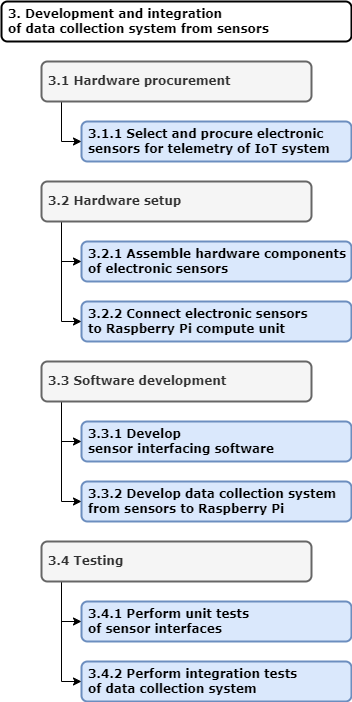 3. Development and integration
of data collection system from sensors
3.1 Hardware procurement
3.1.1 Select and procure electronic
sensors for telemetry of IoT system
3.2 Hardware setup
3.2.1 Assemble hardware components
of electronic sensors
3.2.2 Connect electronic sensors
to Raspberry Pi compute unit
3.3 Software development
3.3.1 Develop
sensor interfacing software
3.3.2 Develop data collection system
from sensors to Raspberry Pi
3.4 Testing
3.4.1 Perform unit tests
of sensor interfaces
3.4.2 Perform integration tests
of data collection system